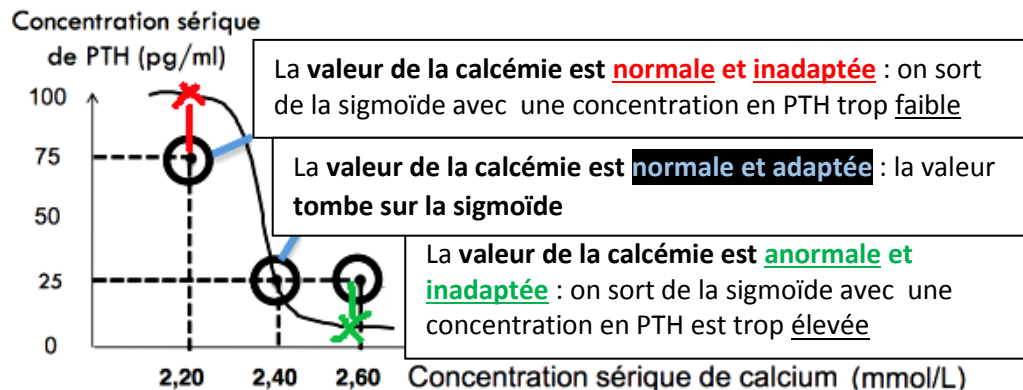 Concentration sérique
de PTH (pg/ml)
La valeur de la calcémie est normale et inadaptée : on sort
de la sigmoïde avec une concentration en PTH trop faible
100
75
La valeur de la calcémie est normale et adaptée : la valeur
tombe sur la sigmoïde
50
La valeur de la calcémie est anormale et
inadaptée : on sort de la sigmoïde avec une
concentration en PTH est trop élevée
25
0
2,20 2,40 2,60 Concentration sérique de calcium (mmol/L)